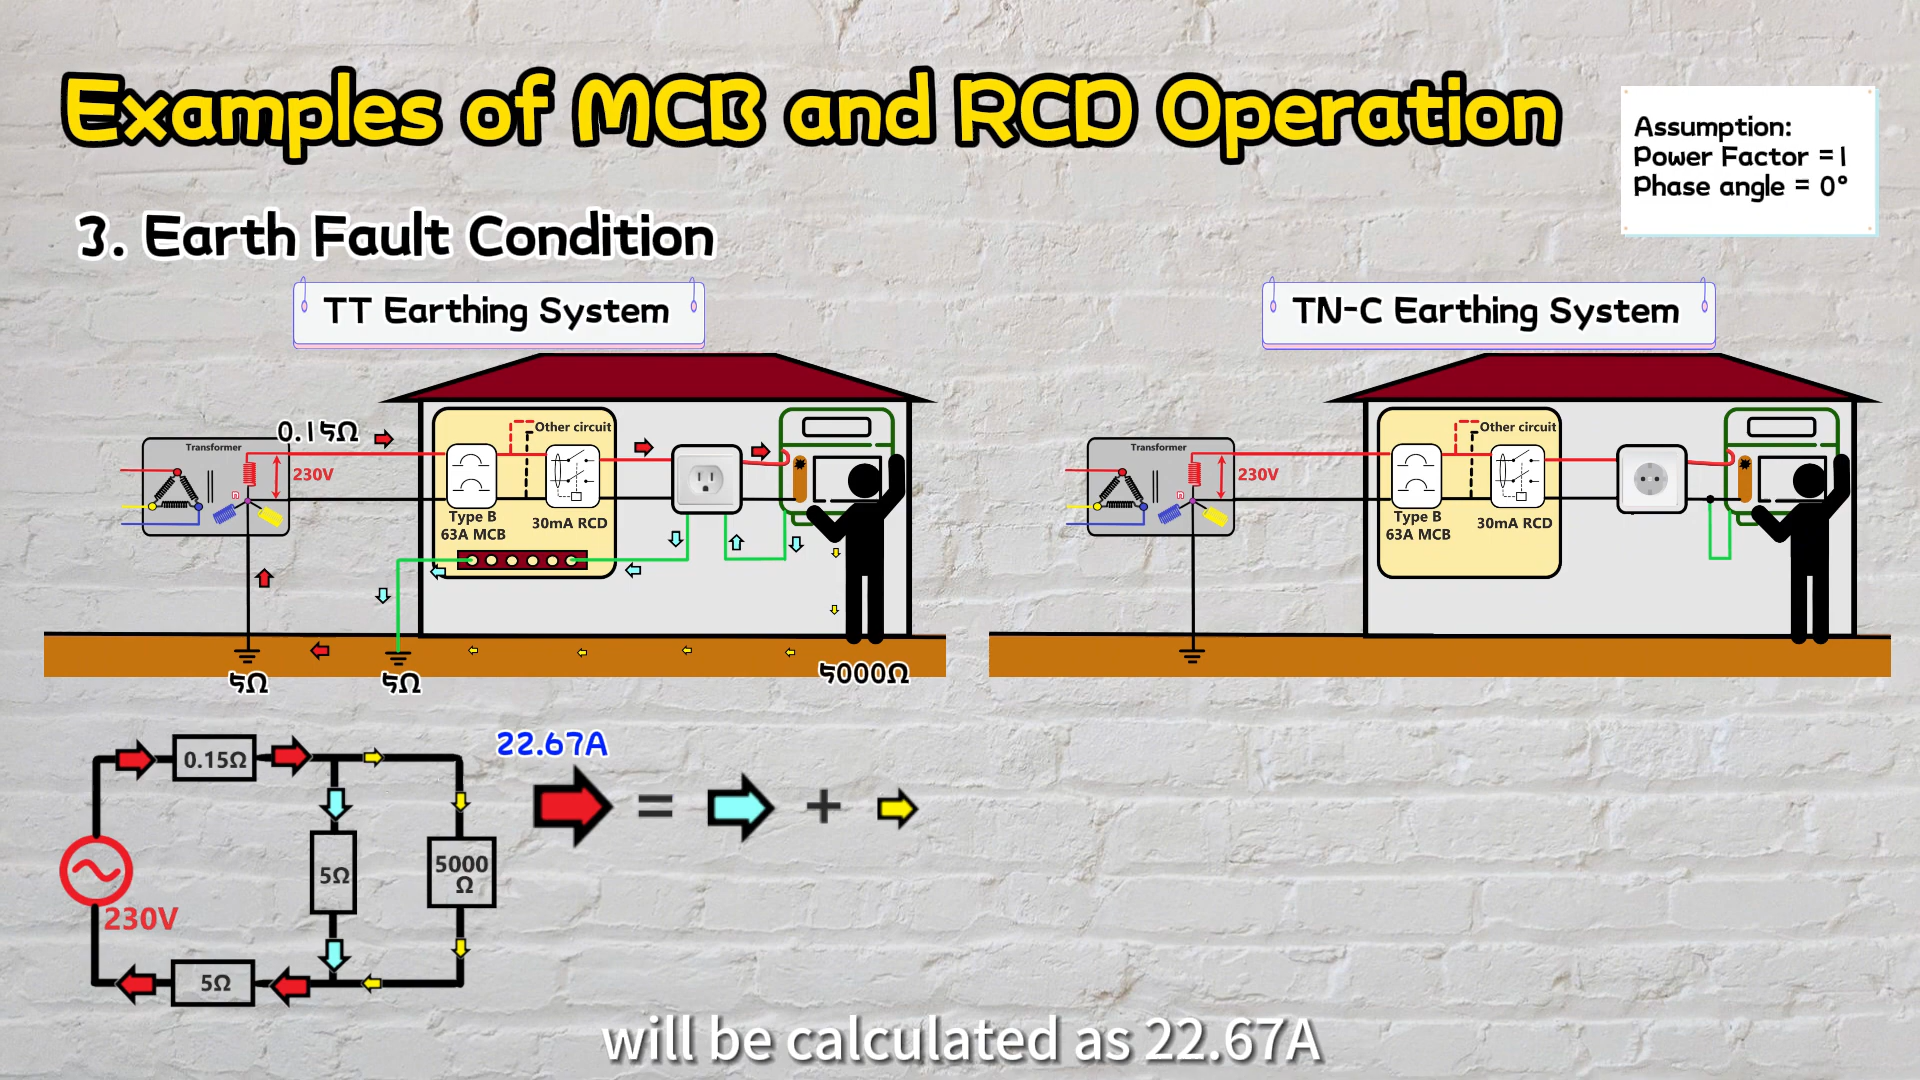 Examples of MCB and RCD Operation
Assumption:
Power Factor =1
Phase angle = 0°
3. Earth Fault Condition
TT Earthing System
TN-C Earthing System
0.15Ω
Transformer
230V
Other circuit
Type B
63A MCB
30mA RCD
5Ω
5Ω
5000Ω
Transformer
230V
Other circuit
Type B
63A MCB
30mA RCD
0.15Ω
22.67A
=
+
5Ω
5000
Ω
230V
5Ω
will be calculated as 22.67A